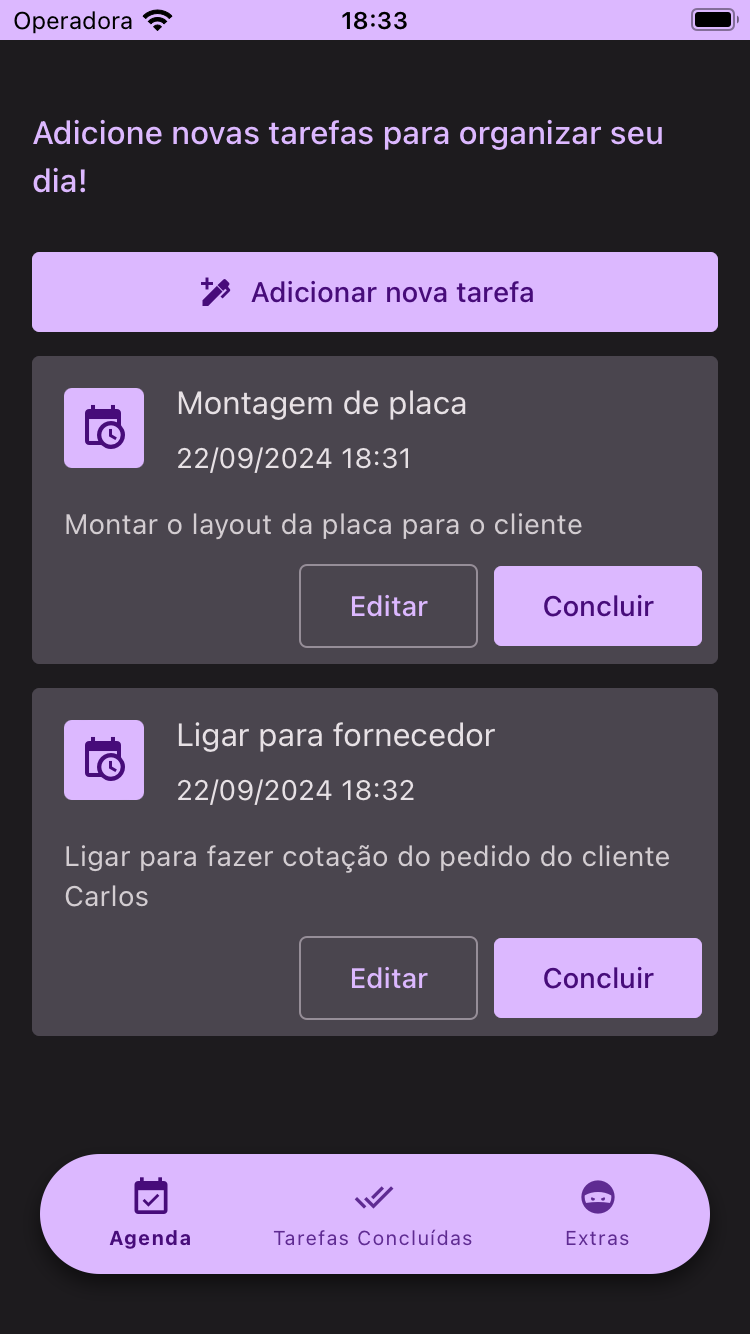 Operadora 18:33
Adicione novas tarefas para organizar seu
dia!
Adicionar nova tarefa
Montagem de placa
22/09/2024 18:31
Montar o layout da placa para o cliente
Editar Concluir
Ligar para fornecedor
22/09/2024 18:32
Ligar para fazer cotação do pedido do cliente
Carlos
Editar Concluir
Agenda Tarefas Concluídas Extras